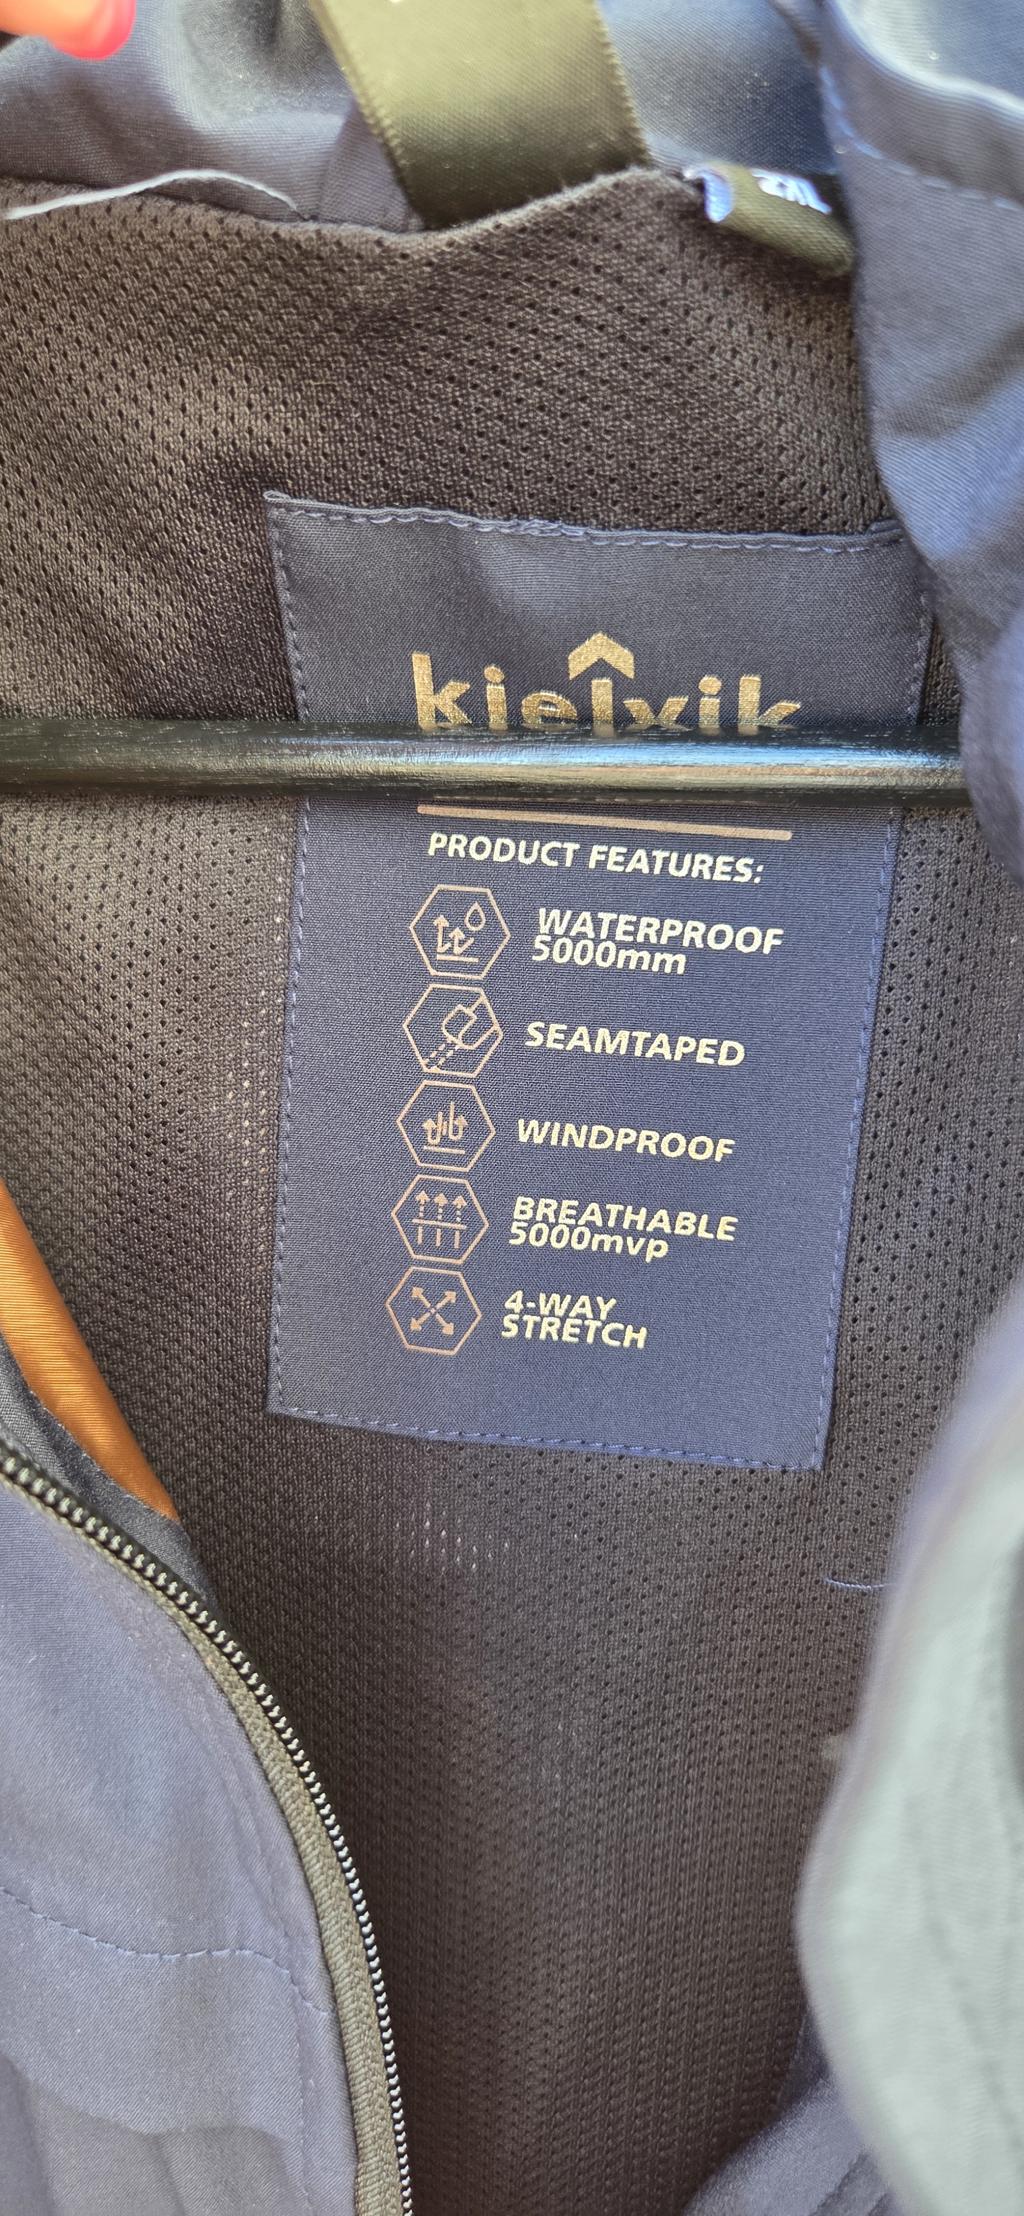 kjelvik
PRODUCT FEATURES:
WATERPROOF
5000mm
SEAMTAPED
WINDPROOF
BREATHABLE
5000mvp
4-WAY
STRETCH